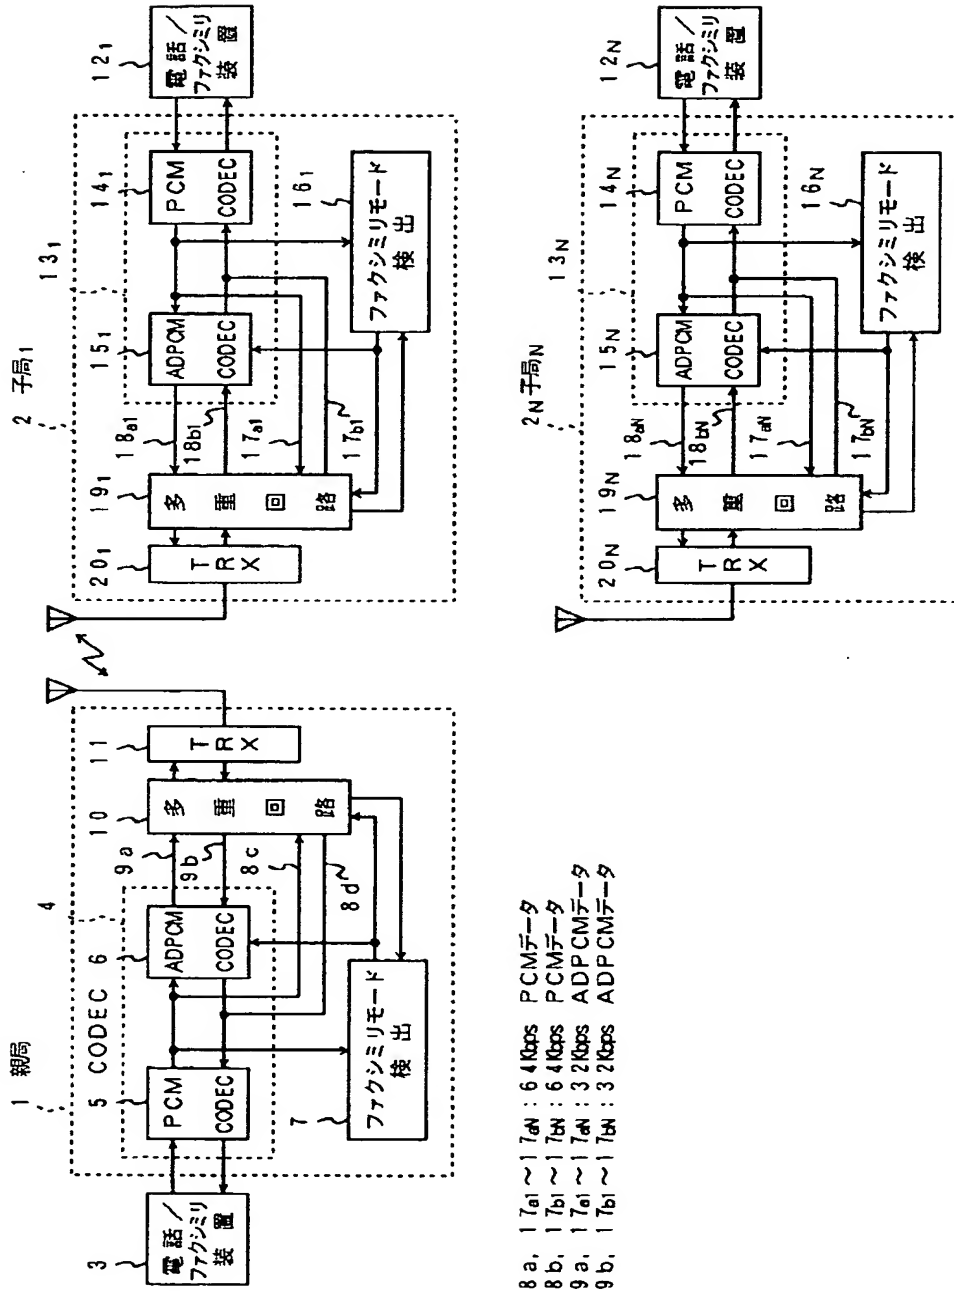 1 親局
4
5 CODEC 6
9a
10
11
3
電話/
ファクシミリ
装置
PCM
CODEC
ADPCM
CODEC
9b
8c
8d
多重回路
TRX
7
ファクシミリモード
検出
2 子局1
13₁
20₁
19₁
18a1
18b1
17a1
17b1
15₁
14₁
12₁
TRX
多重回路
ADPCM
CODEC
PCM
CODEC
電話/
ファクシミリ
装置
16₁
ファクシミリモード
検出
2N 子局N
13N
20N
19N
18aN
18bN
17aN
17bN
15N
14N
12N
TRX
多重回路
ADPCM
CODEC
PCM
CODEC
電話/
ファクシミリ
装置
16N
ファクシミリモード
検出
8a, 17a1~17aN : 64Kbps PCMデータ
8b, 17b1~17bN : 64Kbps PCMデータ
9a, 17a1~17aN : 32Kbps ADPCMデータ
9b, 17b1~17bN : 32Kbps ADPCMデータ